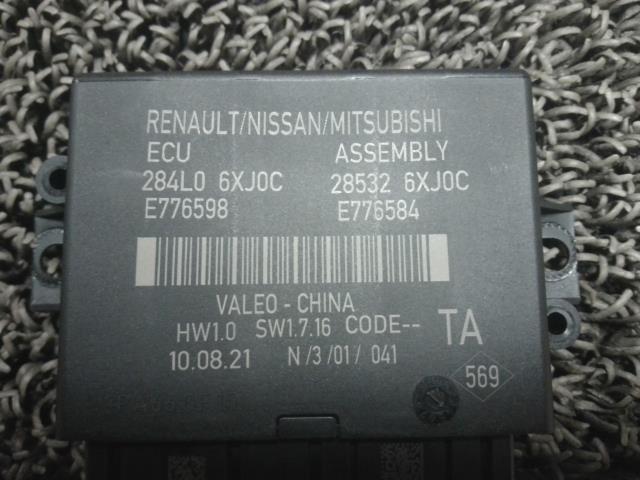 RENAULT/NISSAN/MITSUBISHI
ECU ASSEMBLY
284L0 6XJ0C 28532 6XJ0C
E776598 E776584
VALEO - CHINA
HW1.0 SW1.7.16 CODE-- TA
10.08.21 N/3/01/ 041
569